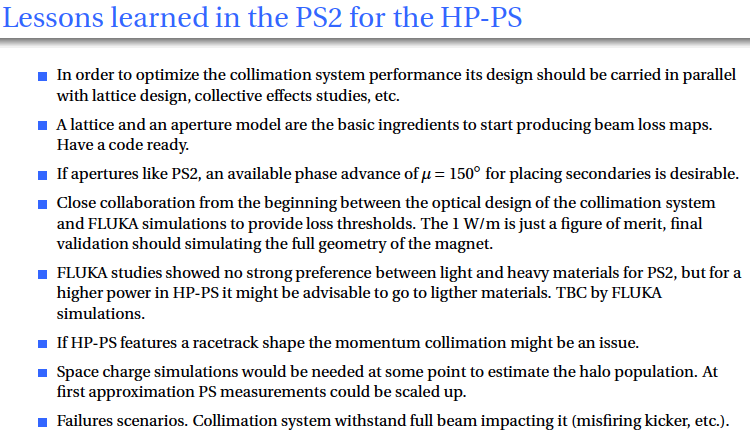 Lessons learned in the PS2 for the HP-PS
In order to optimize the collimation system performance its design should be carried in parallel
with lattice design, collective effects studies, etc.
A lattice and an aperture model are the basic ingredients to start producing beam loss maps.
Have a code ready.
If apertures like PS2, an available phase advance of μ = 150° for placing secondaries is desirable.
Close collaboration from the beginning between the optical design of the collimation system
and FLUKA simulations to provide loss thresholds. The 1 W/m is just a figure of merit, final
validation should simulating the full geometry of the magnet.
FLUKA studies showed no strong preference between light and heavy materials for PS2, but for a
higher power in HP-PS it might be advisable to go to ligther materials. TBC by FLUKA
simulations.
If HP-PS features a racetrack shape the momentum collimation might be an issue.
Space charge simulations would be needed at some point to estimate the halo population. At
first approximation PS measurements could be scaled up.
Failures scenarios. Collimation system withstand full beam impacting it (misfiring kicker, etc.).